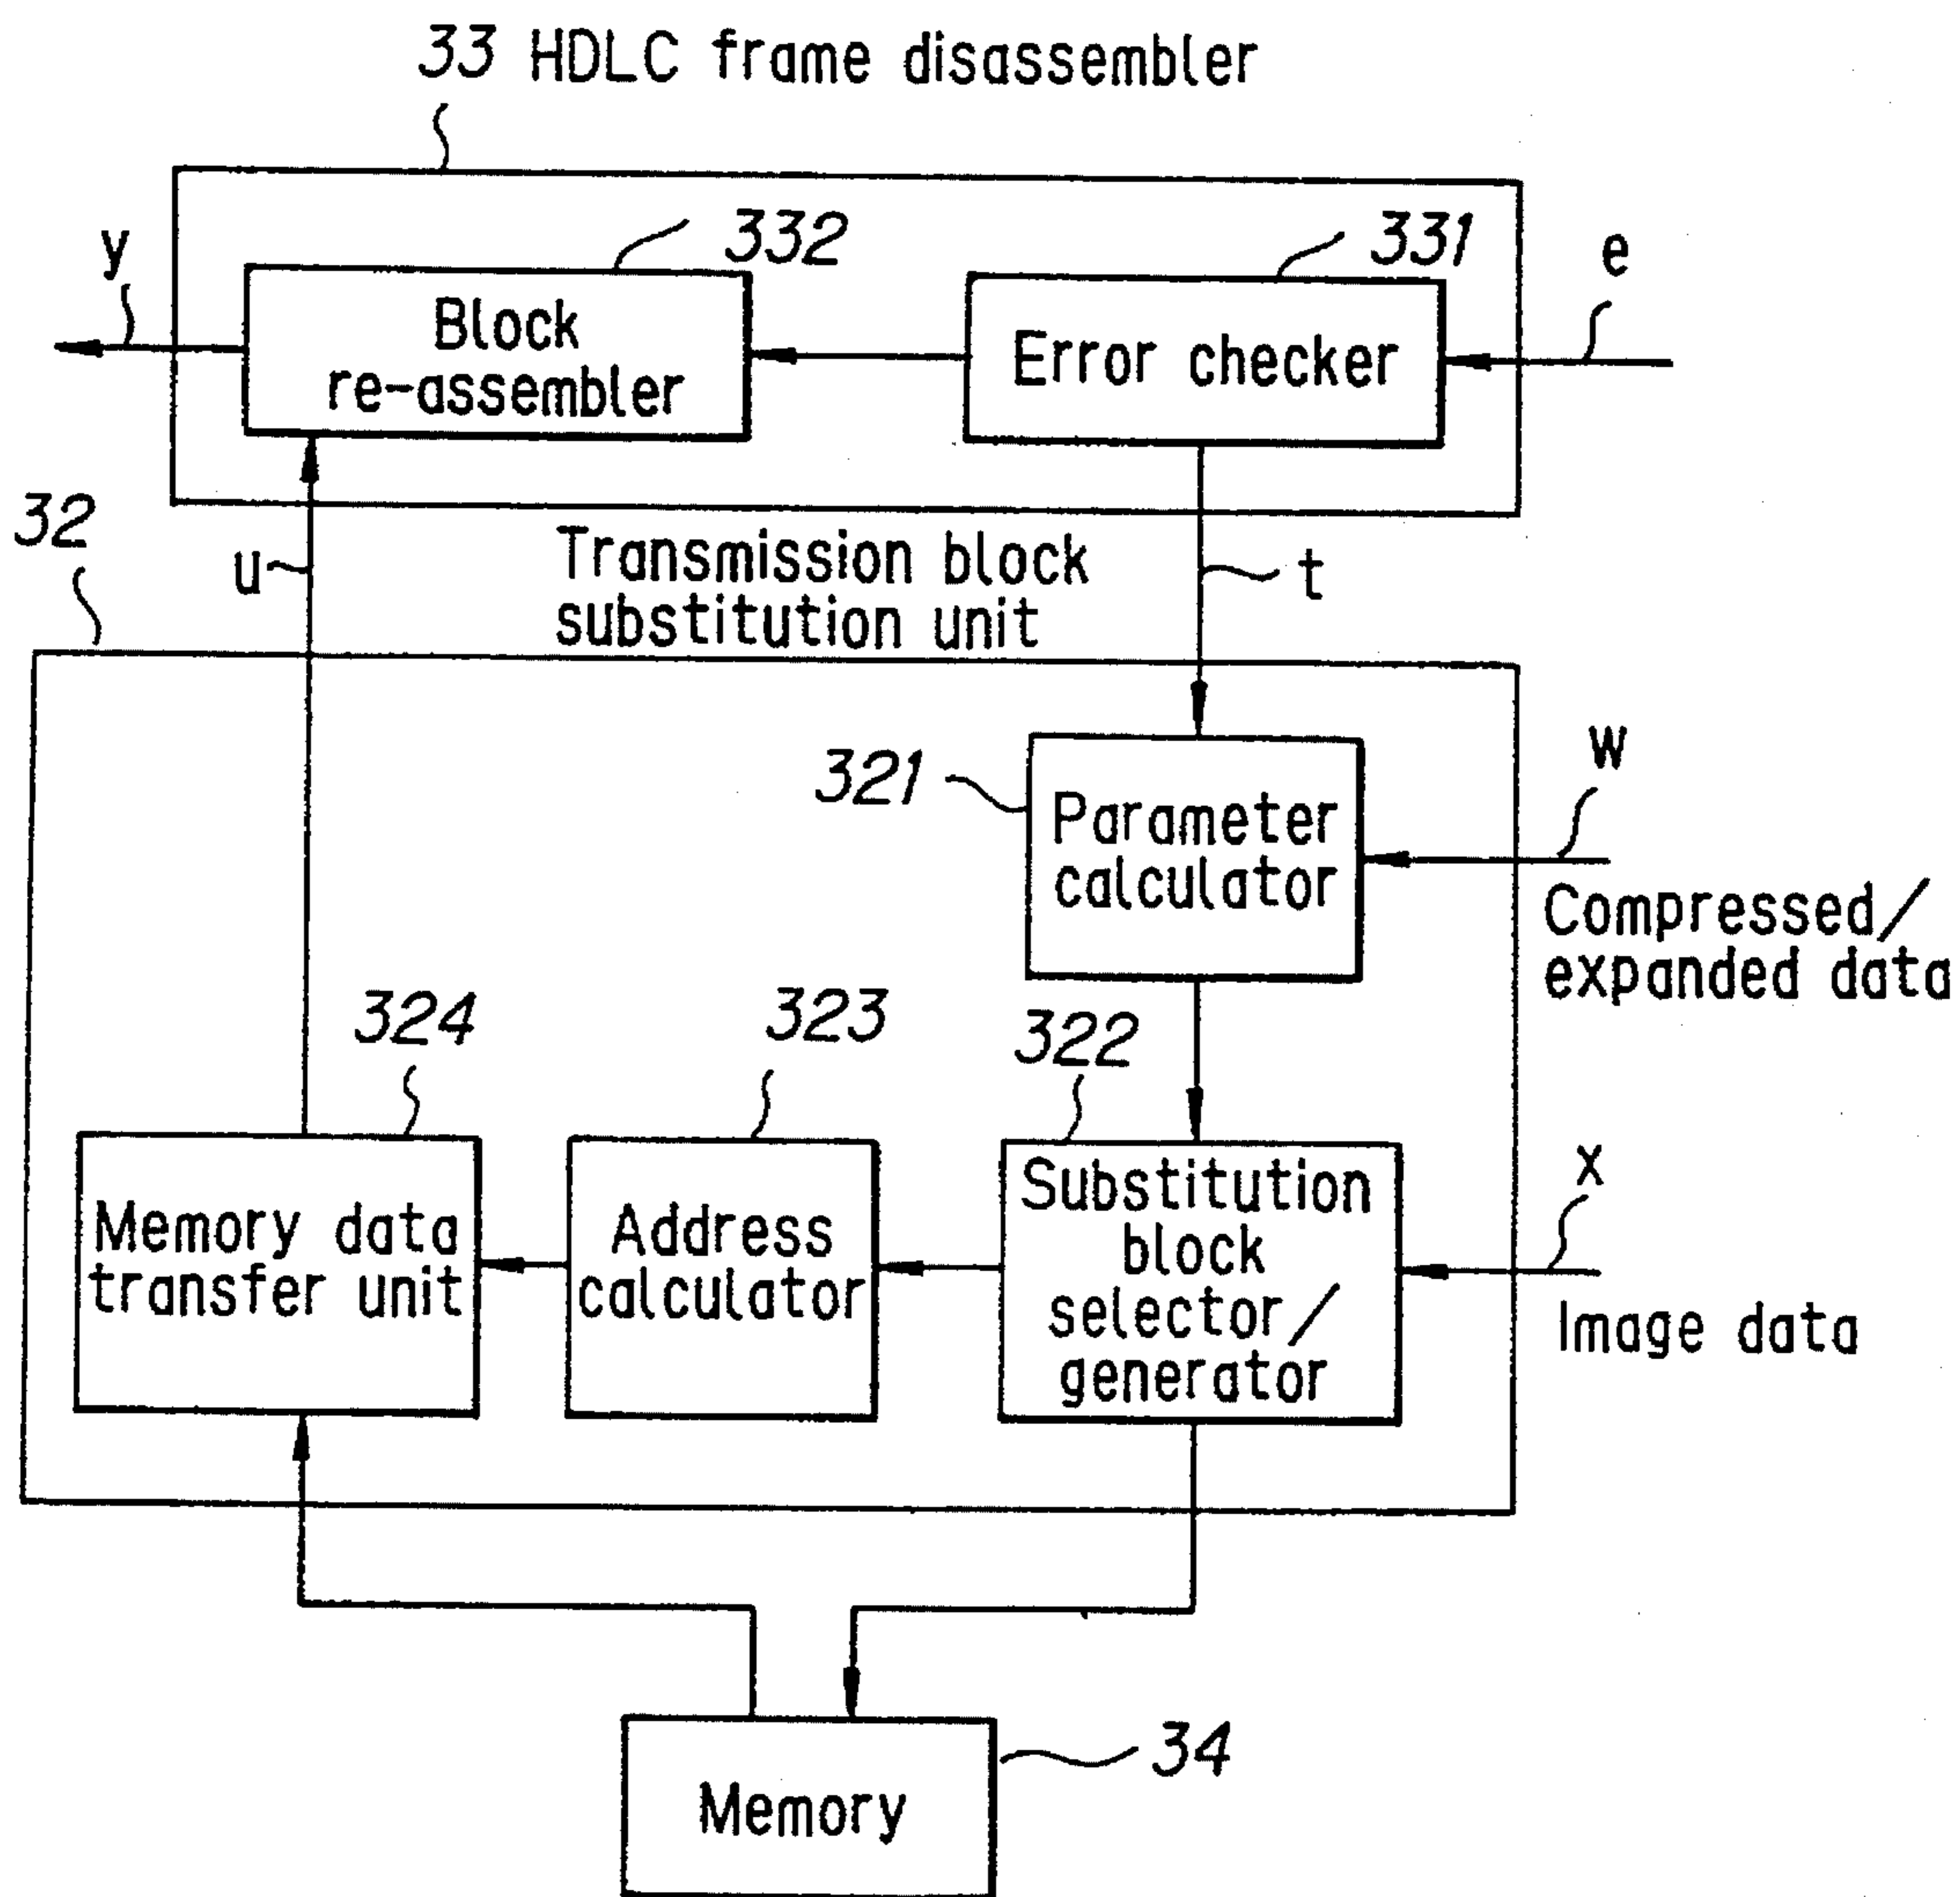 33 HDLC frame disassembler
y
332
331
e
Block
re-assembler
Error checker
32
u
Transmission block
substitution unit
t
321
Parameter
calculator
w
Compressed/
expanded data
324
323
322
Memory data
transfer unit
Address
calculator
Substitution
block
selector/
generator
x
Image data
Memory
34